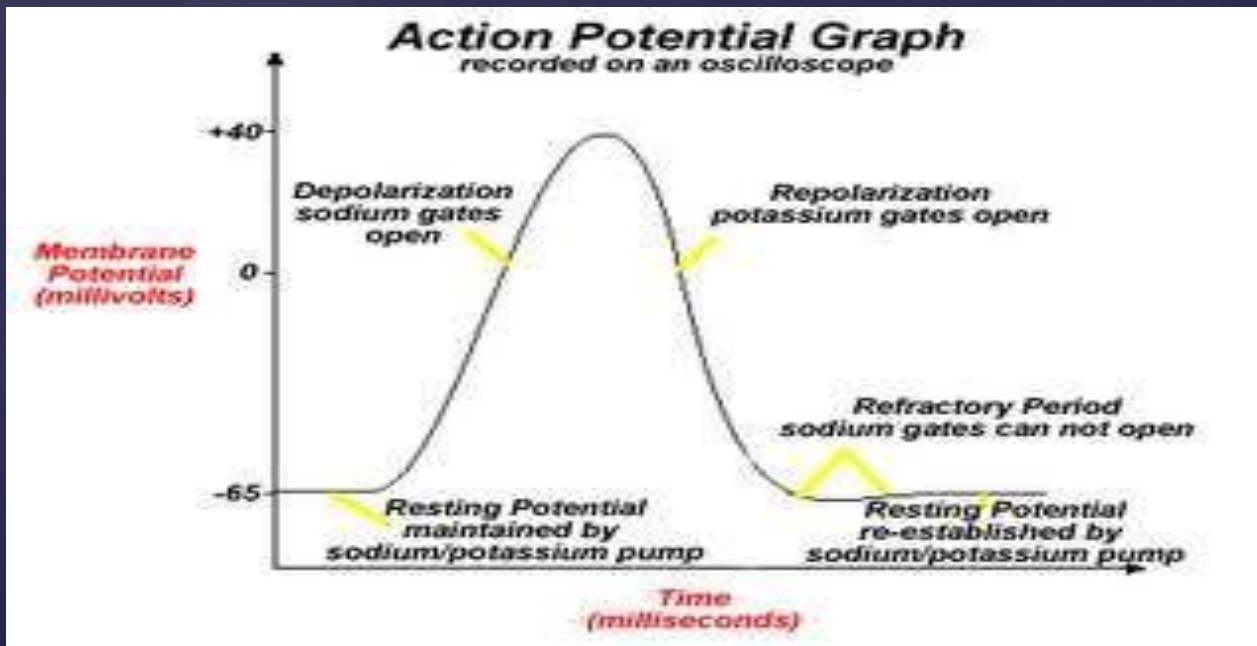 Action Potential Graph
recorded on an oscilloscope
+40
Depolarization
sodium gates
open
Repolarization
potassium gates open
Membrane
Potential
(millivolts)
0
Refractory Period
sodium gates can not open
-65
Resting Potential
maintained by
sodium/potassium pump
Resting Potential
re-established by
sodium/potassium pump
Time
(milliseconds)